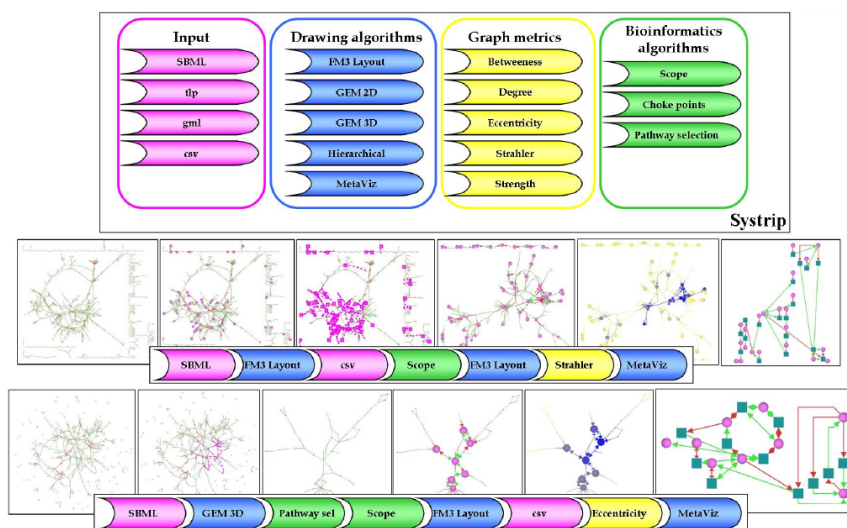 Input
SBML
tlp
gml
csv
Drawing algorithms
FM3 Layout
GEM 2D
GEM 3D
Hierarchical
MetaViz
Graph metrics
Betweeness
Degree
Eccentricity
Strahler
Strength
Bioinformatics
algorithms
Scope
Choke points
Pathway selection
Systrip
SBML FM3 Layout csv Scope FM3 Layout Strahler MetaViz
SBML GEM 3D Pathway sel Scope FM3 Layout csv Eccentricity MetaViz